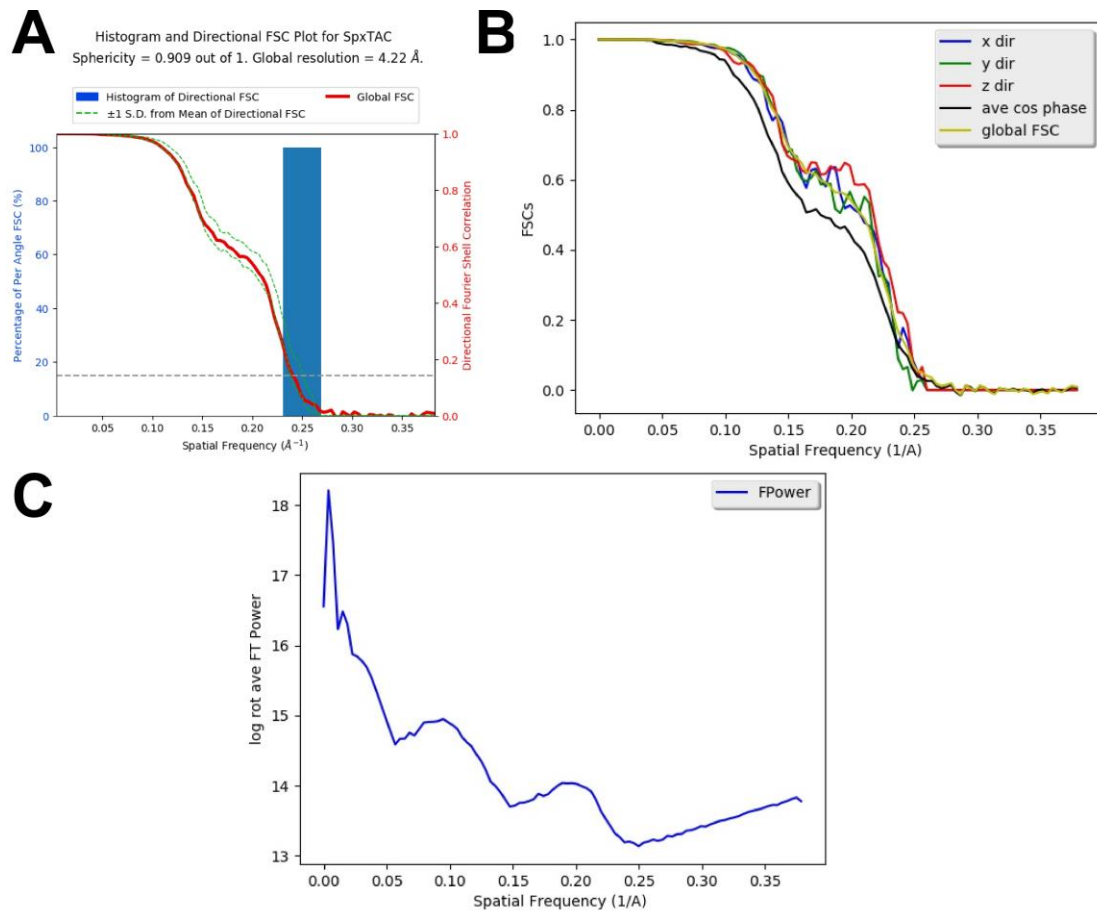 A
Histogram and Directional FSC Plot for SpxTAC
Sphericity = 0.909 out of 1. Global resolution = 4.22 Å.
Histogram of Directional FSC
Global FSC
±1 S.D. from Mean of Directional FSC
Percentage of Per Angle FSC (%)
100
80
60
40
20
0
1.0
0.8
0.6
0.4
0.2
0.0
Directional Fourier Shell Correlation
0.05 0.10 0.15 0.20 0.25 0.30 0.35
Spatial Frequency (Å⁻¹)
B
x dir
y dir
z dir
ave cos phase
global FSC
FSCs
1.0
0.8
0.6
0.4
0.2
0.0
0.00 0.05 0.10 0.15 0.20 0.25 0.30 0.35
Spatial Frequency (1/A)
C
FPower
log rot ave FT Power
18
17
16
15
14
13
0.00 0.05 0.10 0.15 0.20 0.25 0.30 0.35
Spatial Frequency (1/A)